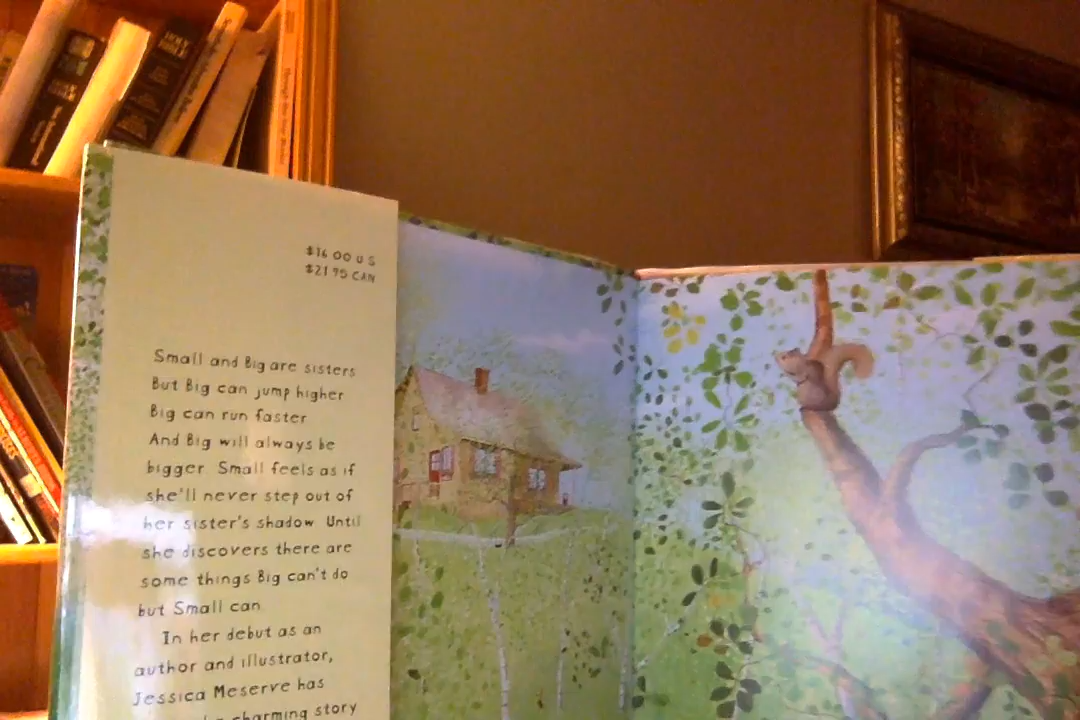 HOLY BIBLE
$16.00 U.S.
$21.95 CAN
Small and Big are sisters
But Big can jump higher
Big can run faster
And Big will always be
bigger. Small feels as if
she'll never step out of
her sister's shadow. Until
she discovers there are
some things Big can't do
but Small can.
In her debut as an
author and illustrator,
Jessica Meserve has
charming story